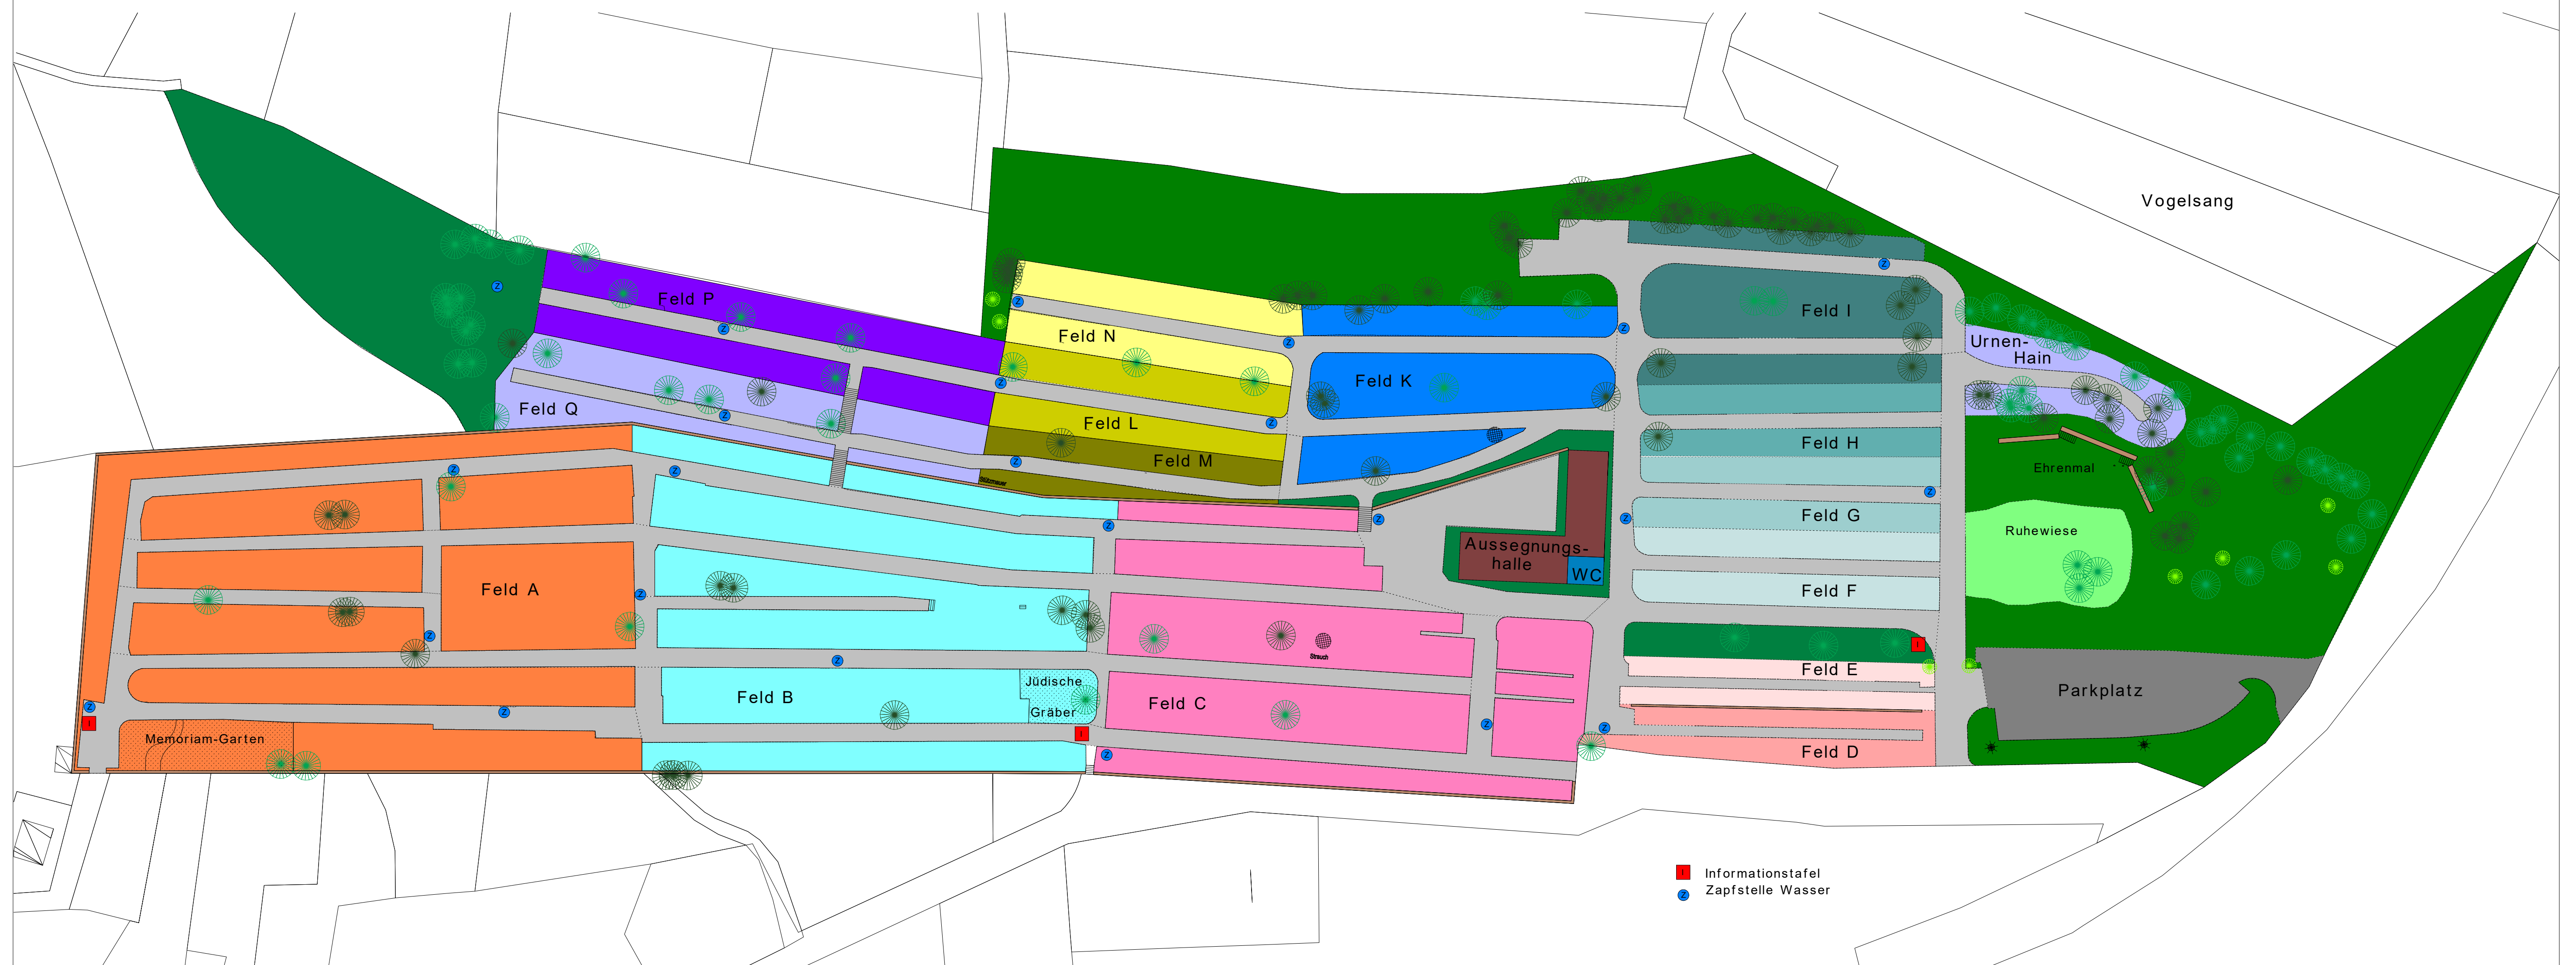 Vogelsang
Feld P
Feld I
Feld N
Urnen-
Hain
Feld K
Feld Q
Feld L
Feld H
Feld M
Ehrenmal
Stützmauer
Feld G
Ruhewiese
Aussegnungs-
halle
WC
Feld A
Feld F
Strauch
Feld E
Jüdische
Gräber
Feld B
Feld C
Parkplatz
Memoriam-Garten
Feld D
I Informationstafel
Z Zapfstelle Wasser